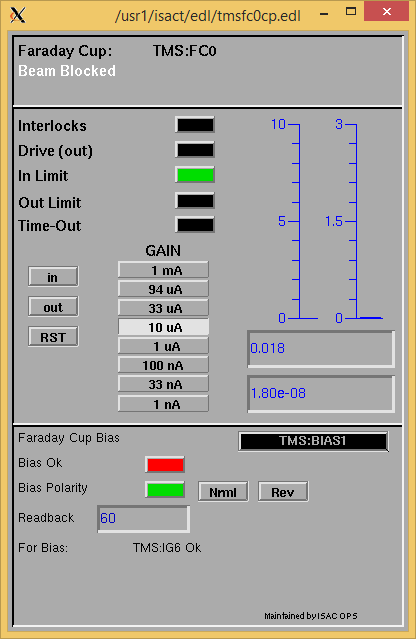 /usr1/isact/edl/tmsfc0cp.edl
Faraday Cup: TMS:FC0
Beam Blocked
Interlocks
Drive (out)
In Limit
Out Limit
Time-Out
GAIN
1 mA
94 uA
33 uA
10 uA
1 uA
100 nA
33 nA
1 nA
in
out
RST
10 3
5 1.5
0 0
0.018
1.80e-08
Faraday Cup Bias TMS:BIAS1
Bias Ok
Bias Polarity Nrml Rev
Readback 60
For Bias: TMS:IG6 Ok
Maintained by ISAC OPS